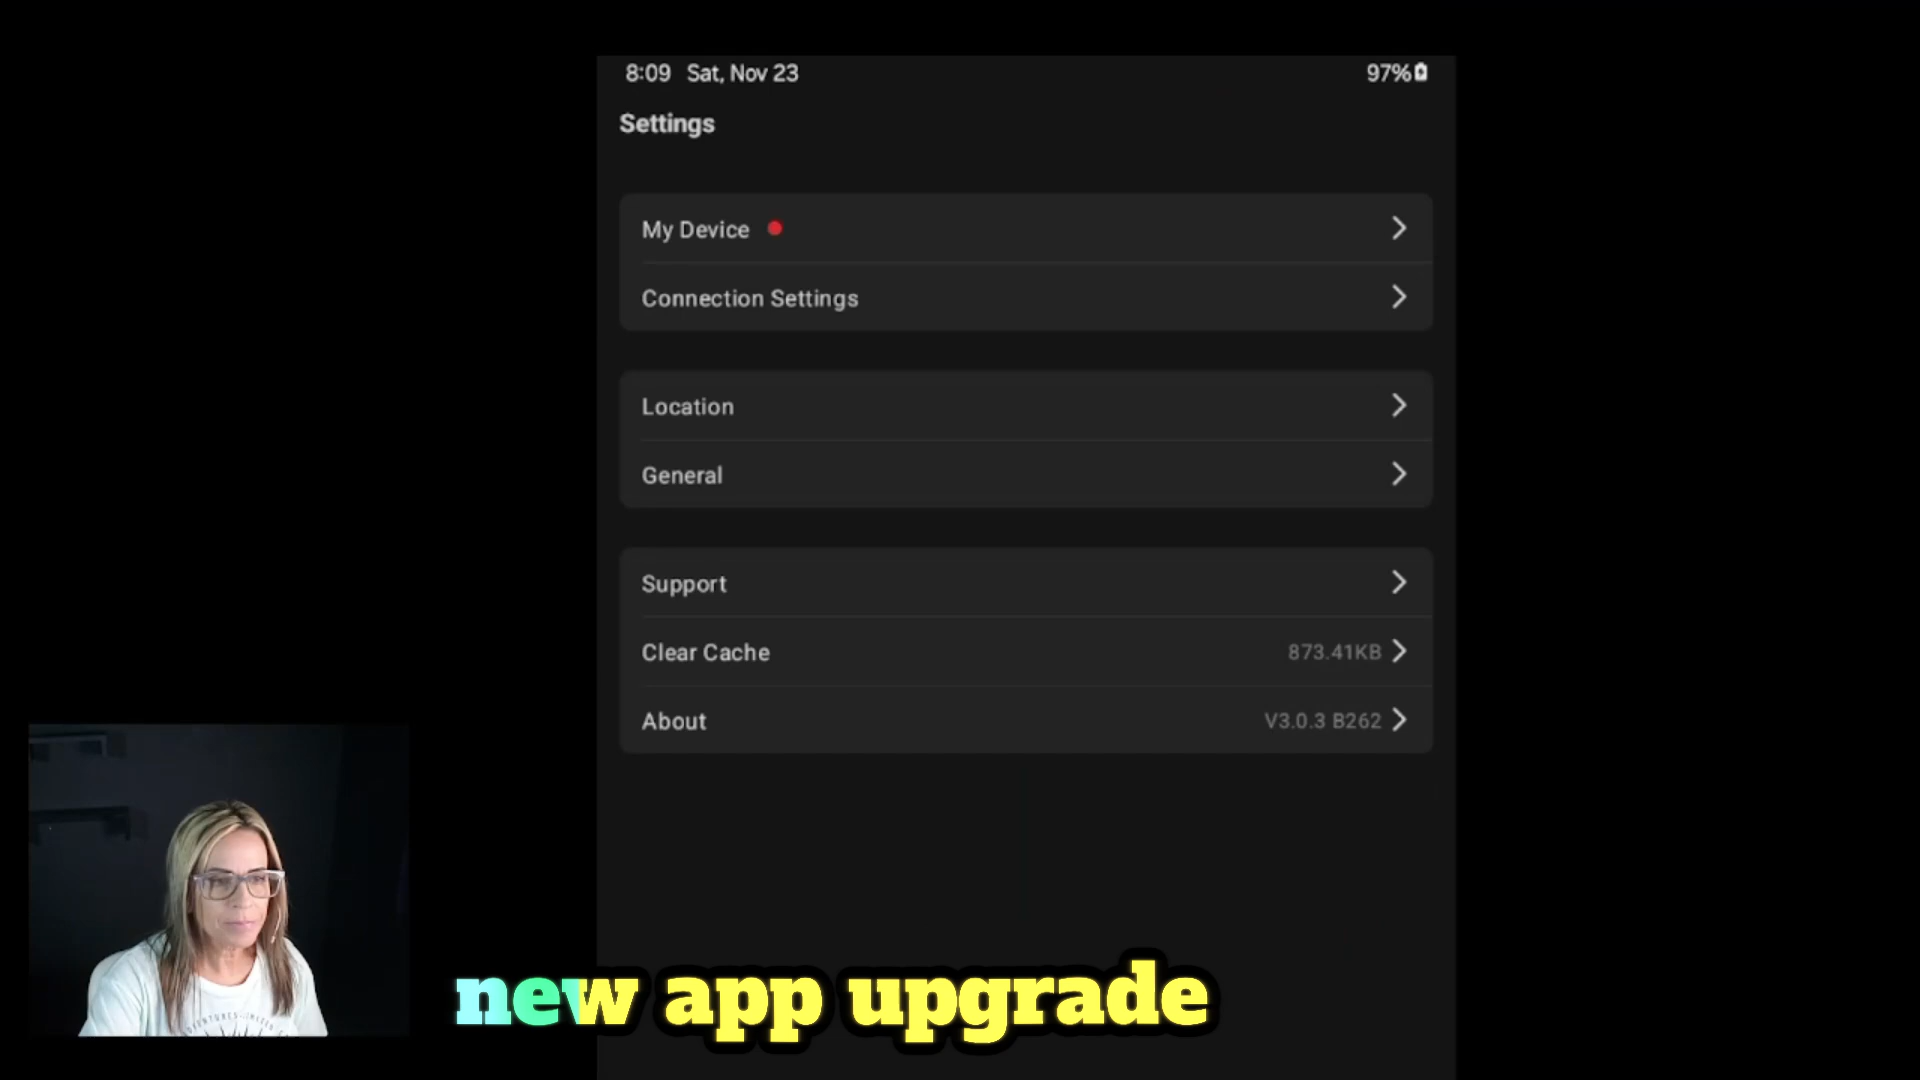 8:09 Sat, Nov 23 97%
Settings
My Device
Connection Settings
Location
General
Support
Clear Cache 873.41KB
About V3.0.3 B262
new app upgrade